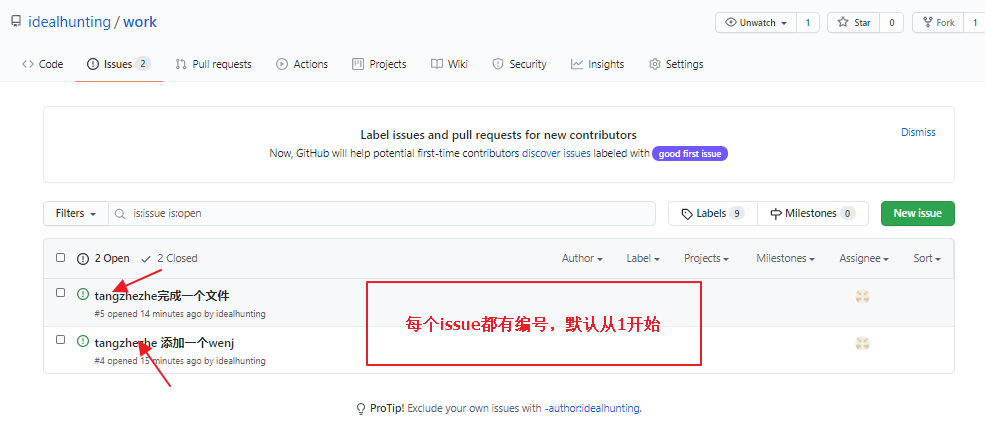 idealhunting / work
Unwatch 1 Star 0 Fork 1
Code Issues 2 Pull requests Actions Projects Wiki Security Insights Settings
Label issues and pull requests for new contributors
Dismiss
Now, GitHub will help potential first-time contributors discover issues labeled with good first issue
Filters is:issue is:open Labels 9 Milestones 0 New issue
2 Open 2 Closed Author Label Projects Milestones Assignee Sort
tangzhezhe完成一个文件
#5 opened 14 minutes ago by idealhunting
每个issue都有编号，默认从1开始
tangzhezhe 添加一个wenj
#4 opened 15 minutes ago by idealhunting
ProTip! Exclude your own issues with -author:idealhunting.